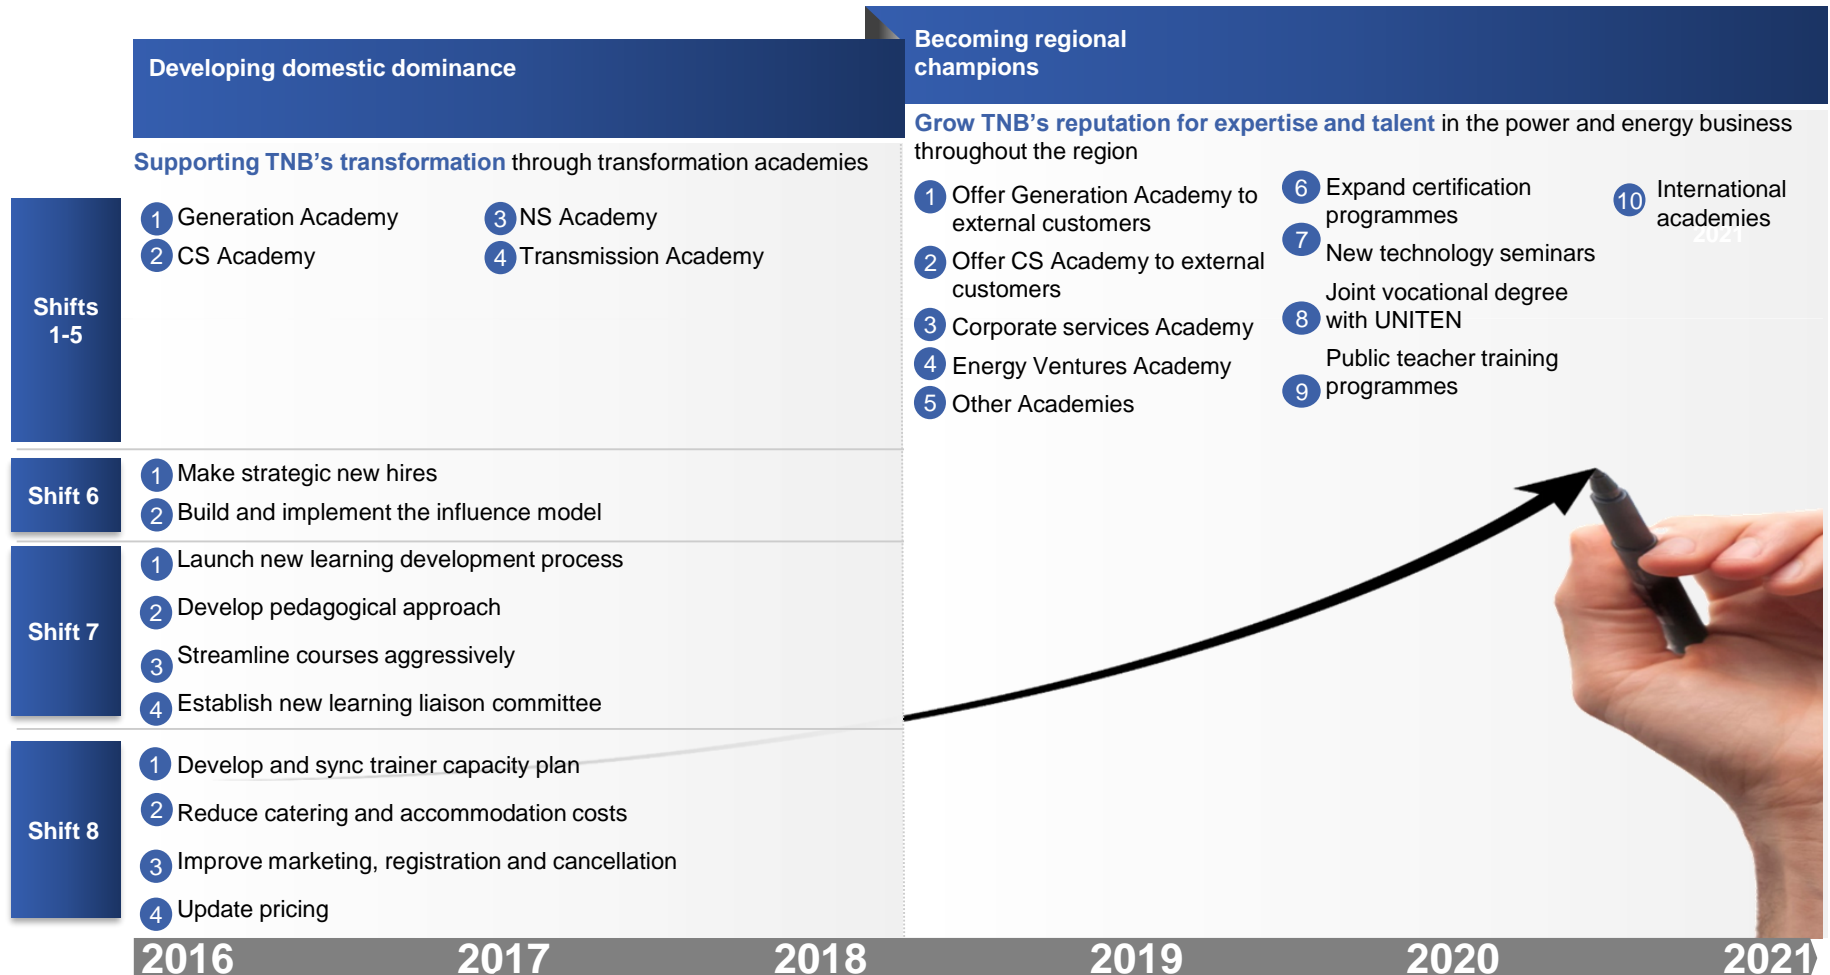 Developing domestic dominance
Becoming regional
champions
Supporting TNB's transformation through transformation academies
Grow TNB's reputation for expertise and talent in the power and energy business
throughout the region
Shifts
1-5
1 Generation Academy
2 CS Academy
3 NS Academy
4 Transmission Academy
1 Offer Generation Academy to
external customers
2 Offer CS Academy to external
customers
3 Corporate services Academy
4 Energy Ventures Academy
5 Other Academies
6 Expand certification
programmes
7 New technology seminars
8 Joint vocational degree
with UNITEN
9 Public teacher training
programmes
10 International
academies
2021
Shift 6
1 Make strategic new hires
2 Build and implement the influence model
Shift 7
1 Launch new learning development process
2 Develop pedagogical approach
3 Streamline courses aggressively
4 Establish new learning liaison committee
Shift 8
1 Develop and sync trainer capacity plan
2 Reduce catering and accommodation costs
3 Improve marketing, registration and cancellation
4 Update pricing
2016 2017 2018 2019 2020 2021